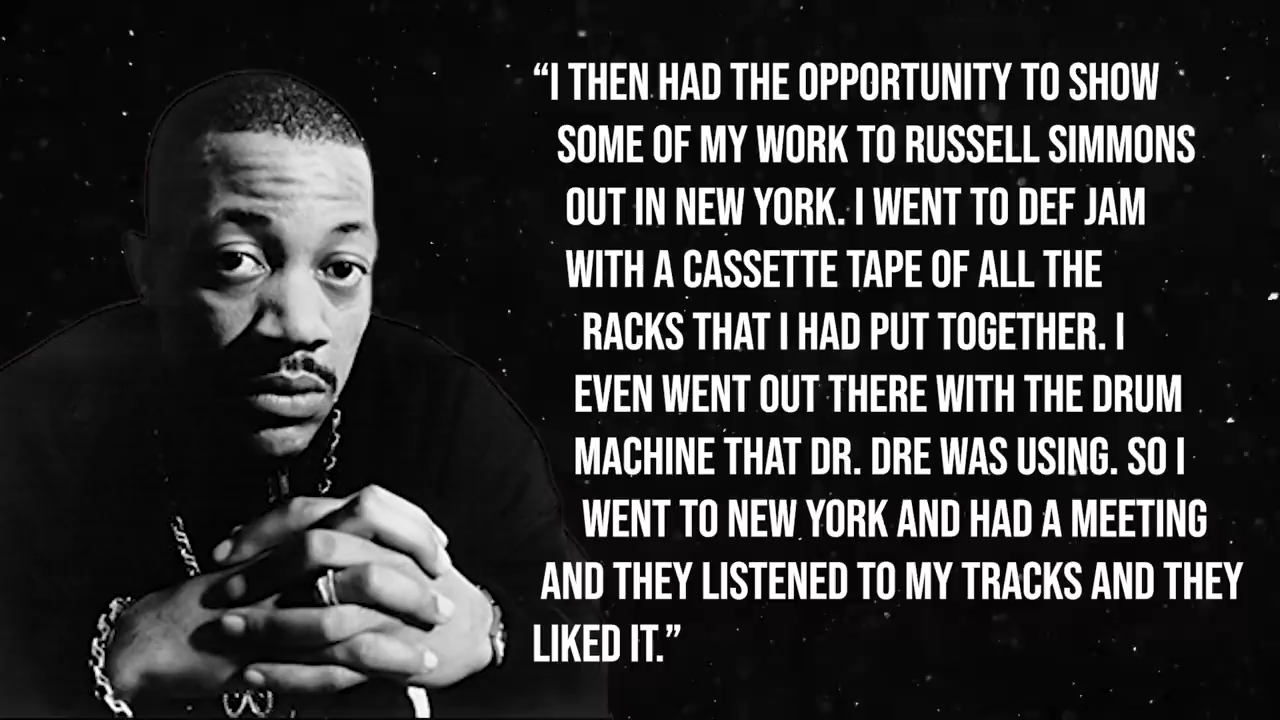 “I THEN HAD THE OPPORTUNITY TO SHOW
SOME OF MY WORK TO RUSSELL SIMMONS
OUT IN NEW YORK. I WENT TO DEF JAM
WITH A CASSETTE TAPE OF ALL THE
RACKS THAT I HAD PUT TOGETHER. I
EVEN WENT OUT THERE WITH THE DRUM
MACHINE THAT DR. DRE WAS USING. SO I
WENT TO NEW YORK AND HAD A MEETING
AND THEY LISTENED TO MY TRACKS AND THEY
LIKED IT.”